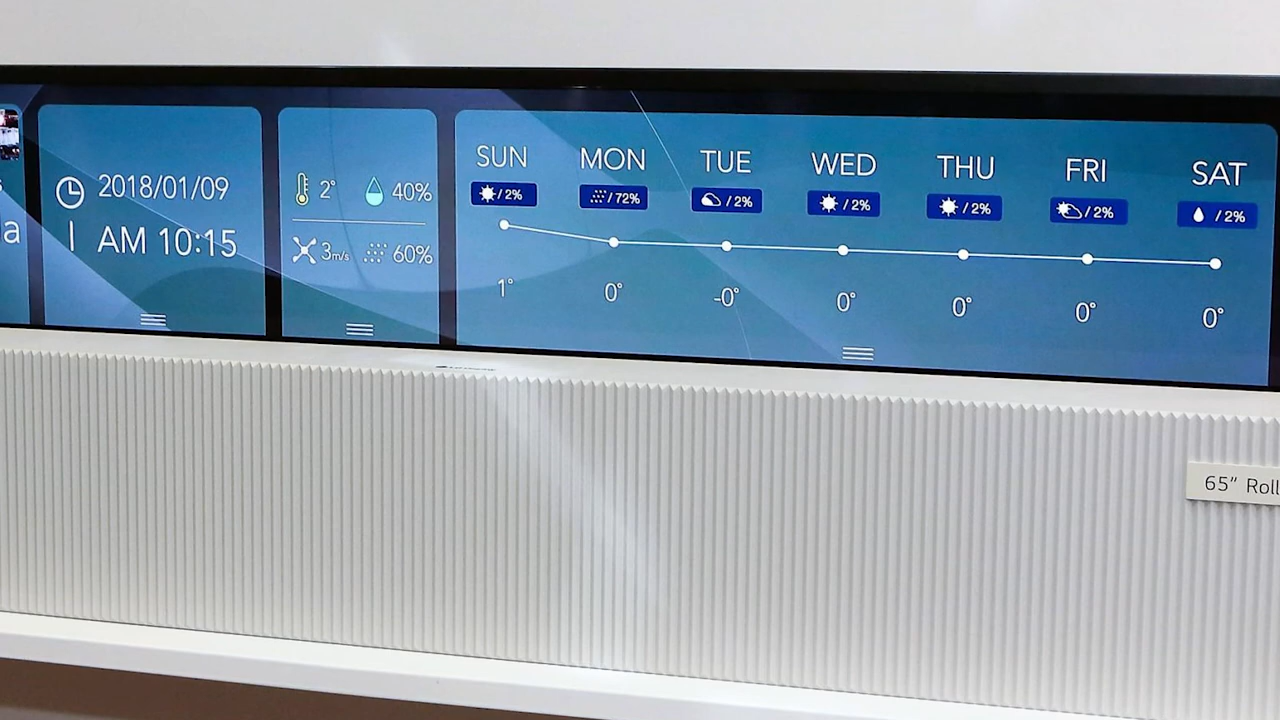 a
2018/01/09
AM 10:15
2° 40%
3m/s 60%
SUN MON TUE WED THU FRI SAT
/ 2% / 72% / 2% / 2% / 2% / 2% / 2%
1° 0° -0° 0° 0° 0° 0°
65” Roll